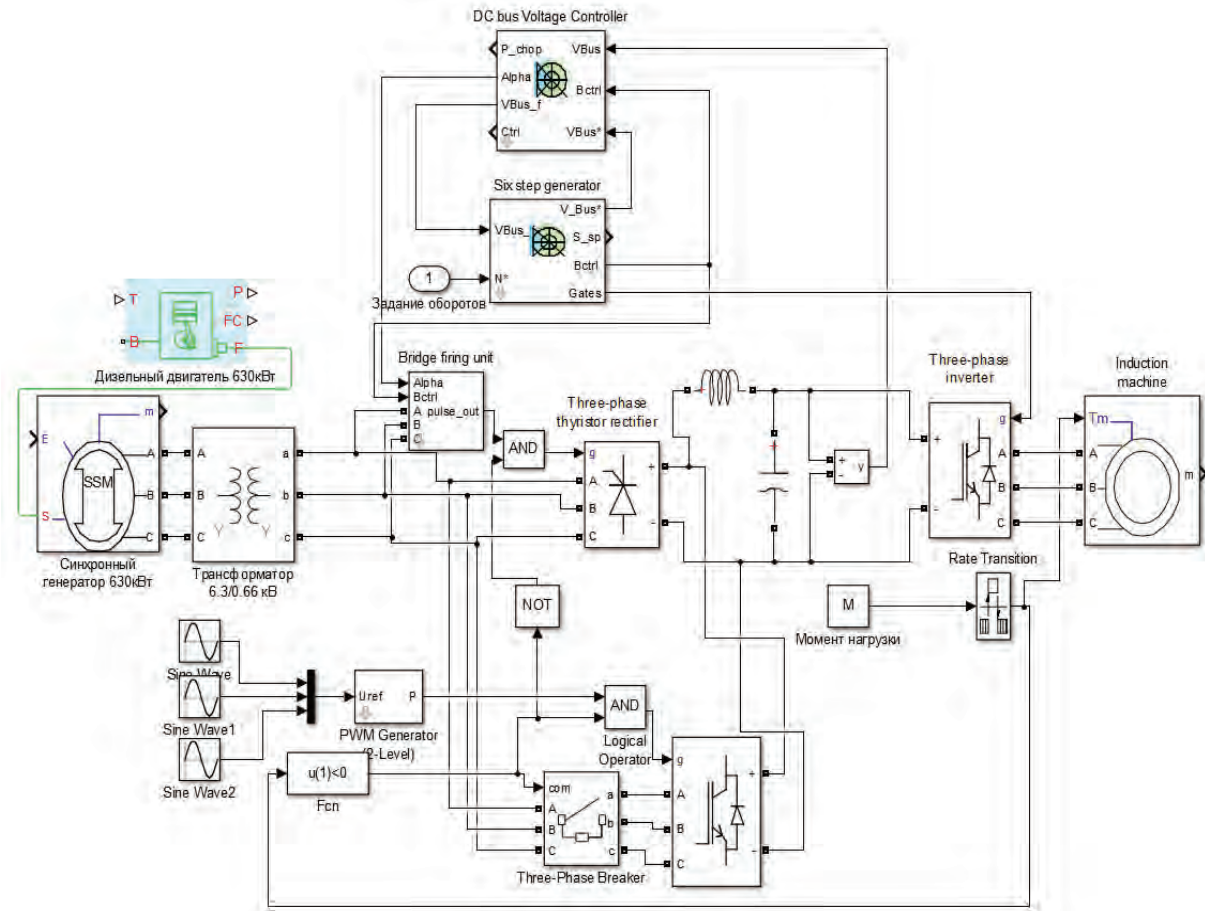 DC bus Voltage Controller
P_chop
VBus
Alpha
Bctrl
VBus_f
Ctrl
VBus*
Six step generator
V_Bus*
VBus_
S_sp
Bctrl
N*
Gates
1
Задание оборотов
T
P
FC
B
F
Дизельный двигатель 630кВт
Bridge firing unit
Alpha
Bctrl
A
pulse_out
B
C
AND
Three-phase
thyristor rectifier
g
A
B
C
+
-
+
+
+
-
v
Three-phase
inverter
g
+
A
B
-
C
Induction
machine
Tm
A
B
C
m
m
E
SSM
A
B
S
C
Синхронный
генератор 630кВт
A
a
B
b
Y
Y
C
c
Трансформатор
6.3/0.66 кВ
NOT
M
Момент нагрузки
Rate Transition
Sine Wave
Sine Wave1
Sine Wave2
Uref
P
PWM Generator
(2-Level)
AND
Logical
Operator
u(1)<0
Fcn
com
A
a
B
b
C
c
Three-Phase Breaker
g
+
A
B
-
C